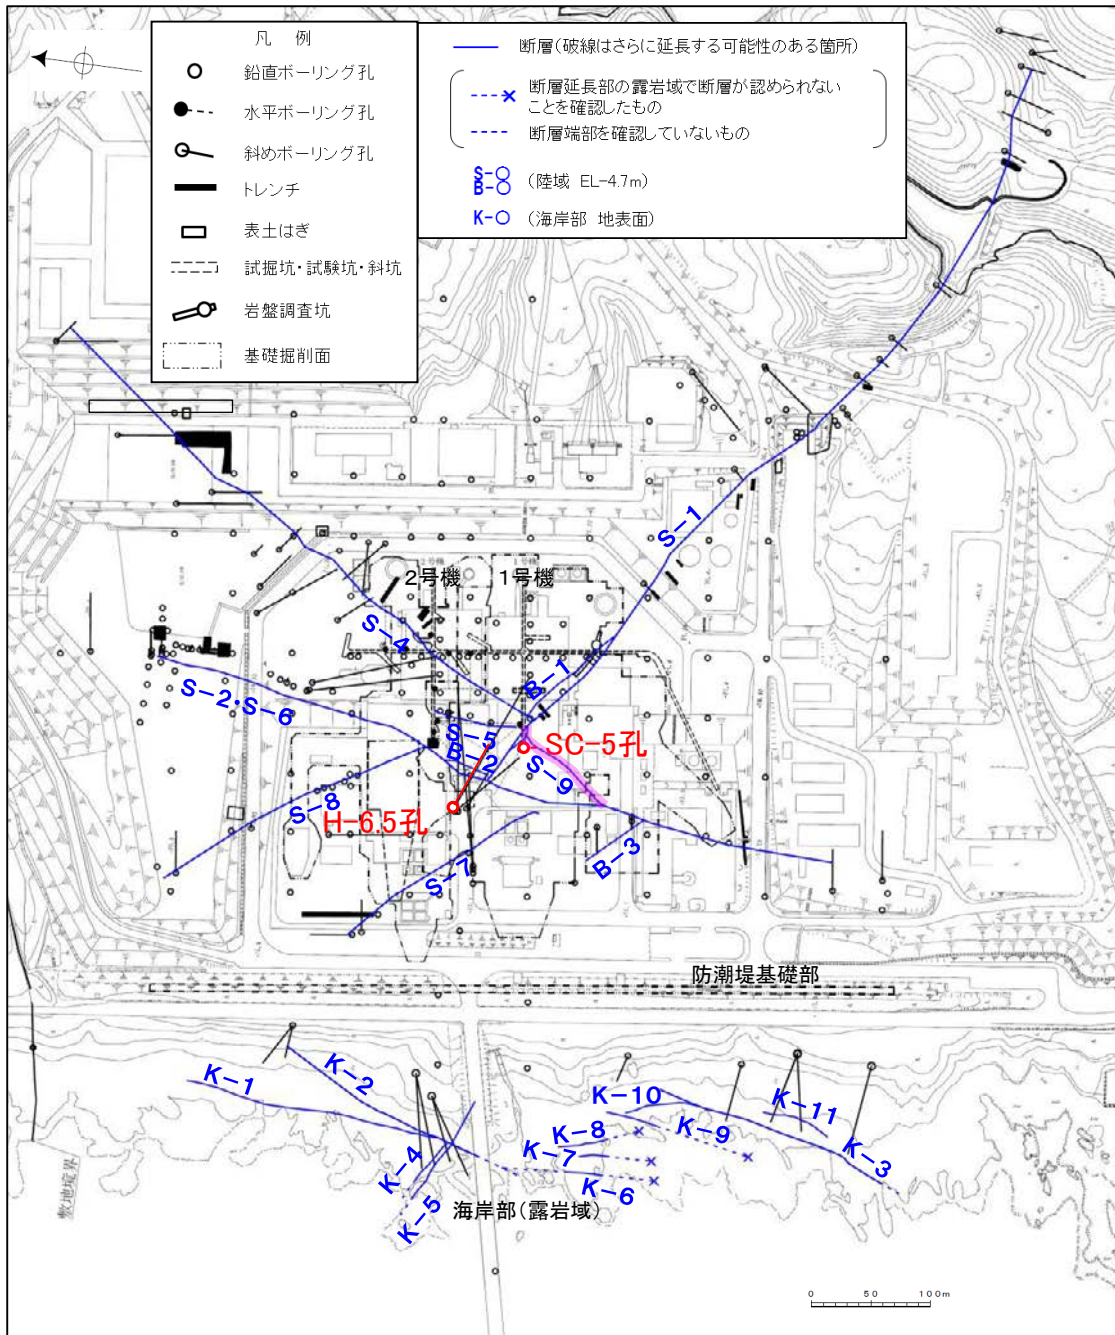 凡 例
鉛直ボーリング孔
水平ボーリング孔
斜めボーリング孔
トレンチ
表土はぎ
試掘坑・試験坑・斜坑
岩盤調査坑
基礎掘削面
断層(破線はさらに延長する可能性のある箇所)
断層延長部の露岩域で断層が認められない
ことを確認したもの
断層端部を確認していないもの
S-○
B-○
(陸域 EL-4.7m)
K-○
(海岸部 地表面)
S-1
2号機
1号機
S-4
B-1
S-2・S-6
S-5
B-2
SC-5孔
S-9
S-8
H-6.5孔
B-3
S-7
防潮堤基礎部
K-1
K-2
K-10
K-11
K-9
K-8
K-7
K-3
K-4
K-6
K-5
海岸部(露岩域)
敷地境界
0 50 100m